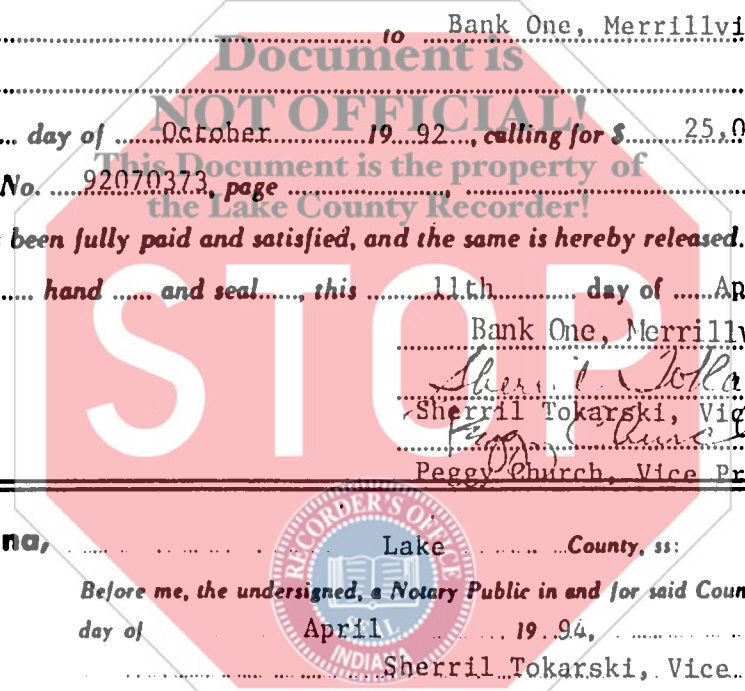 to Bank One, Merrillvi
Document is
NOT OFFICIAL!
day of October 19 92, calling for $ 25,0
This Document is the property of
No. 92070373, page
the Lake County Recorder!
been fully paid and satisfied, and the same is hereby released.
hand and seal, this 11th day of Ap
STOP
Bank One, Merrillv
Sherril Tokarski, Vic
Peggy Church, Vice Pr
RECORDER'S OFFICE
na, Lake County, ss:
Before me, the undersigned, a Notary Public in and for said Coun
day of April 19 94,
SEAL
INDIANA
Sherril Tokarski, Vice